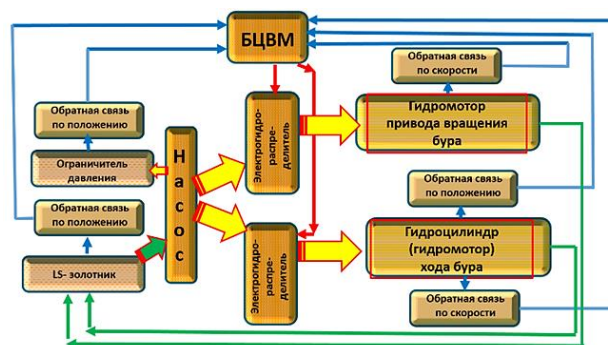 БЦВМ
Обратная связь
по скорости
Обратная связь
по положению
Ограничитель
давления
Обратная связь
по положению
LS- золотник
Насос
Электрогидро-
распре-
делитель
Гидромотор
привода вращения
бура
Обратная связь
по положению
Электрогидро-
распре-
делитель
Гидроцилиндр
(гидромотор)
хода бура
Обратная связь
по скорости